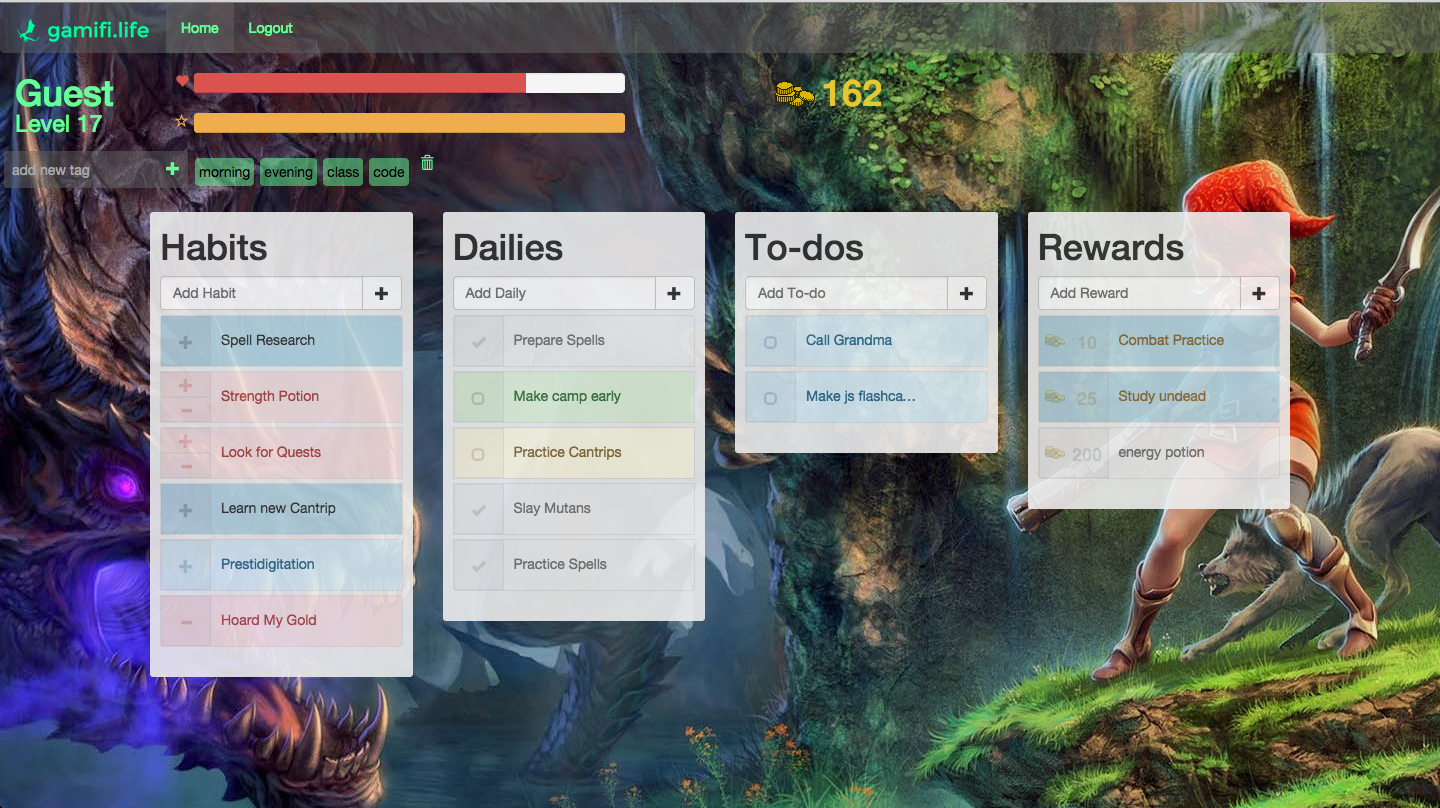 gamifi.life Home Logout
Guest
Level 17
162
add new tag
morning evening class code
Habits
Add Habit
Spell Research
Strength Potion
Look for Quests
Learn new Cantrip
Prestidigitation
Hoard My Gold
Dailies
Add Daily
Prepare Spells
Make camp early
Practice Cantrips
Slay Mutans
Practice Spells
To-dos
Add To-do
Call Grandma
Make js flashca...
Rewards
Add Reward
10 Combat Practice
25 Study undead
200 energy potion